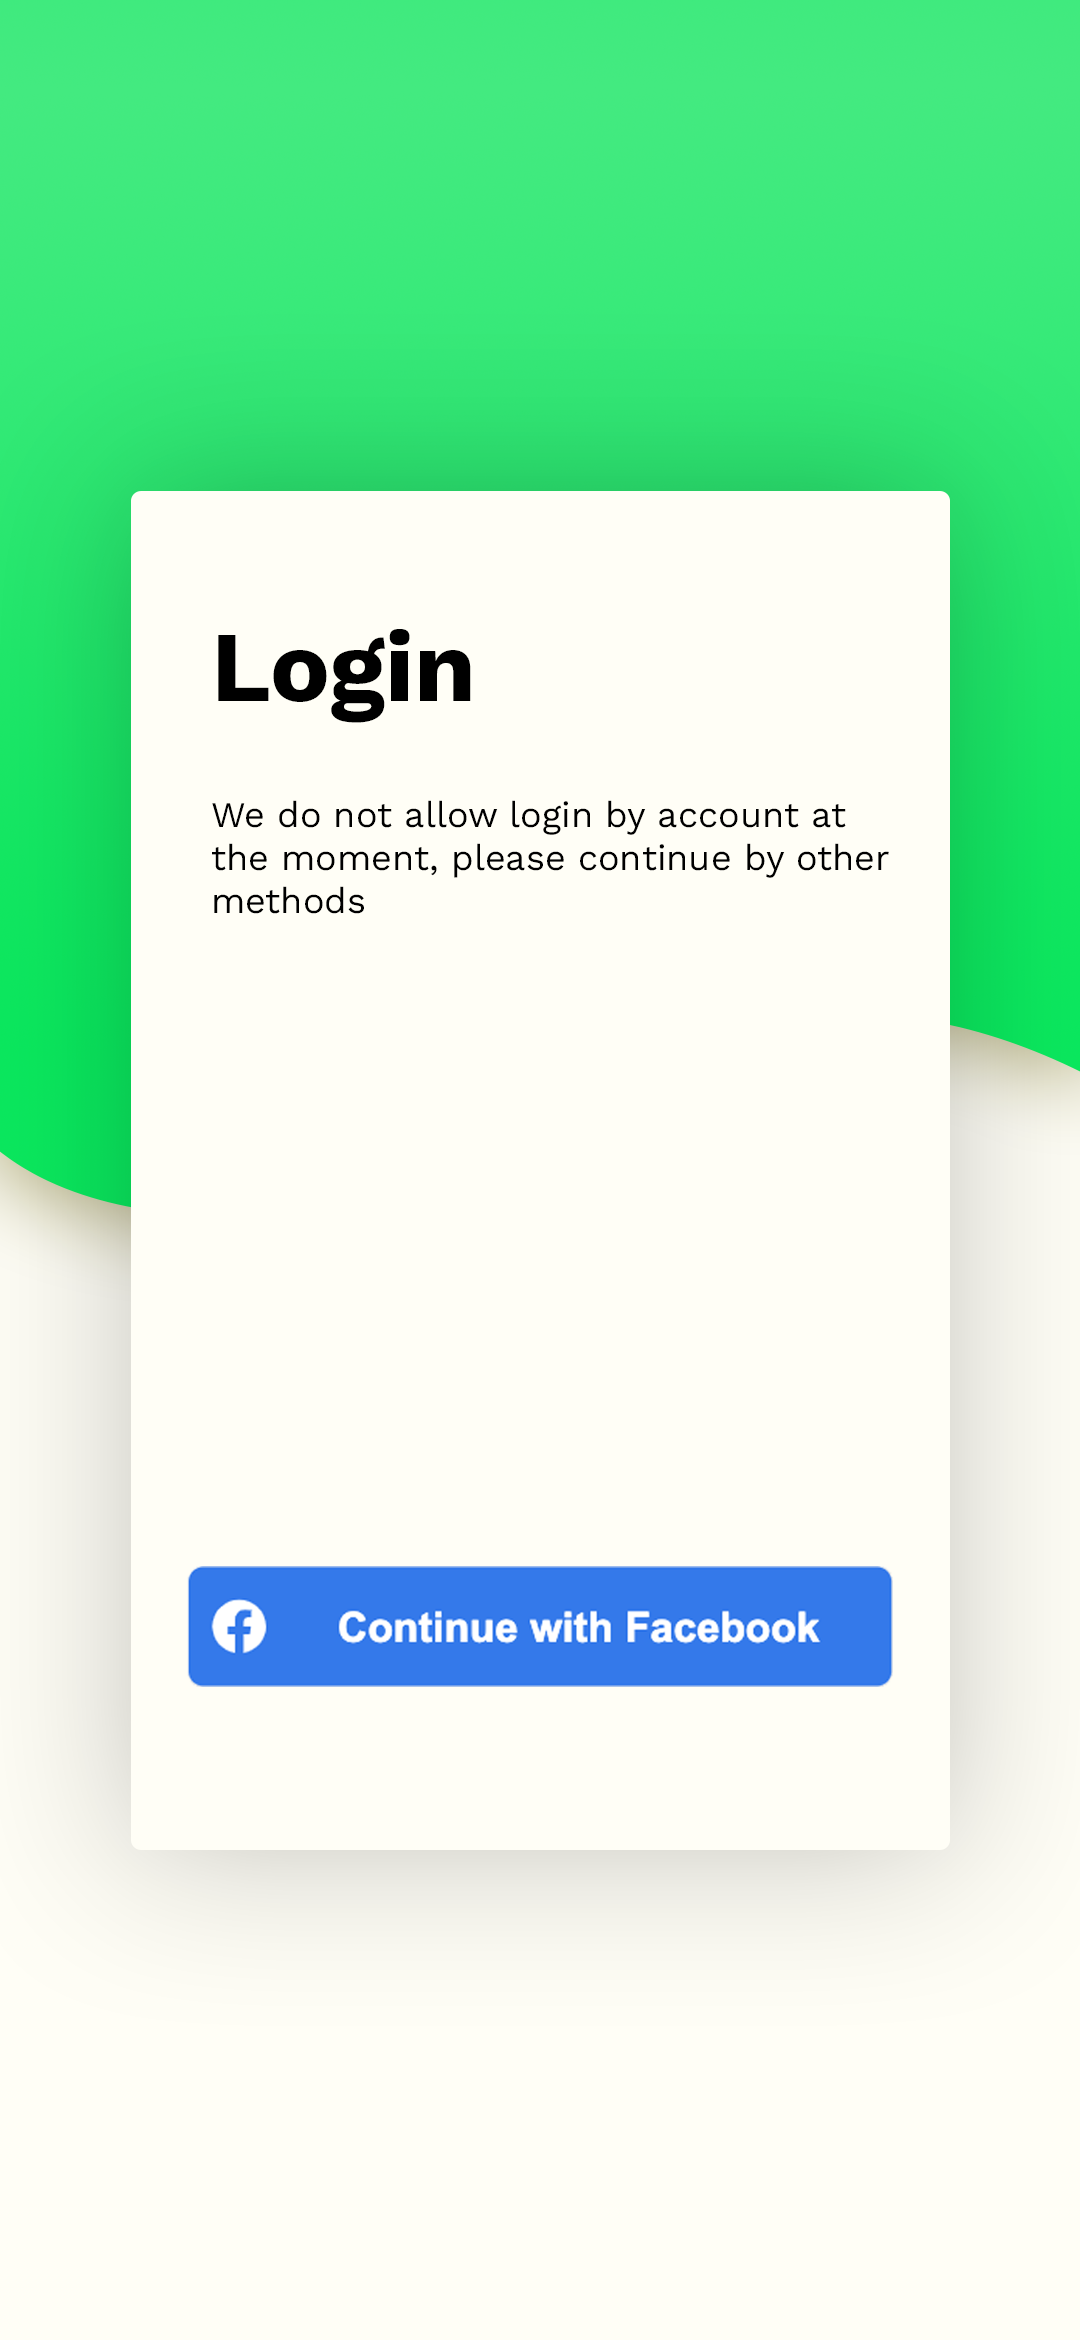 Login
We do not allow login by account at
the moment, please continue by other
methods
Continue with Facebook